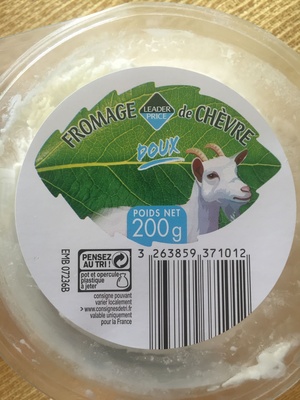 FROMAGE LEADER PRICE de CHÈVRE
DOUX
POIDS NET
200g
EMB 07236B
PENSEZ
AU TRI !
pot et opercule
plastique
à jeter
consigne pouvant
varier localement
> www.consignesdetri.fr
valable uniquement
pour la France
3 263859 371012